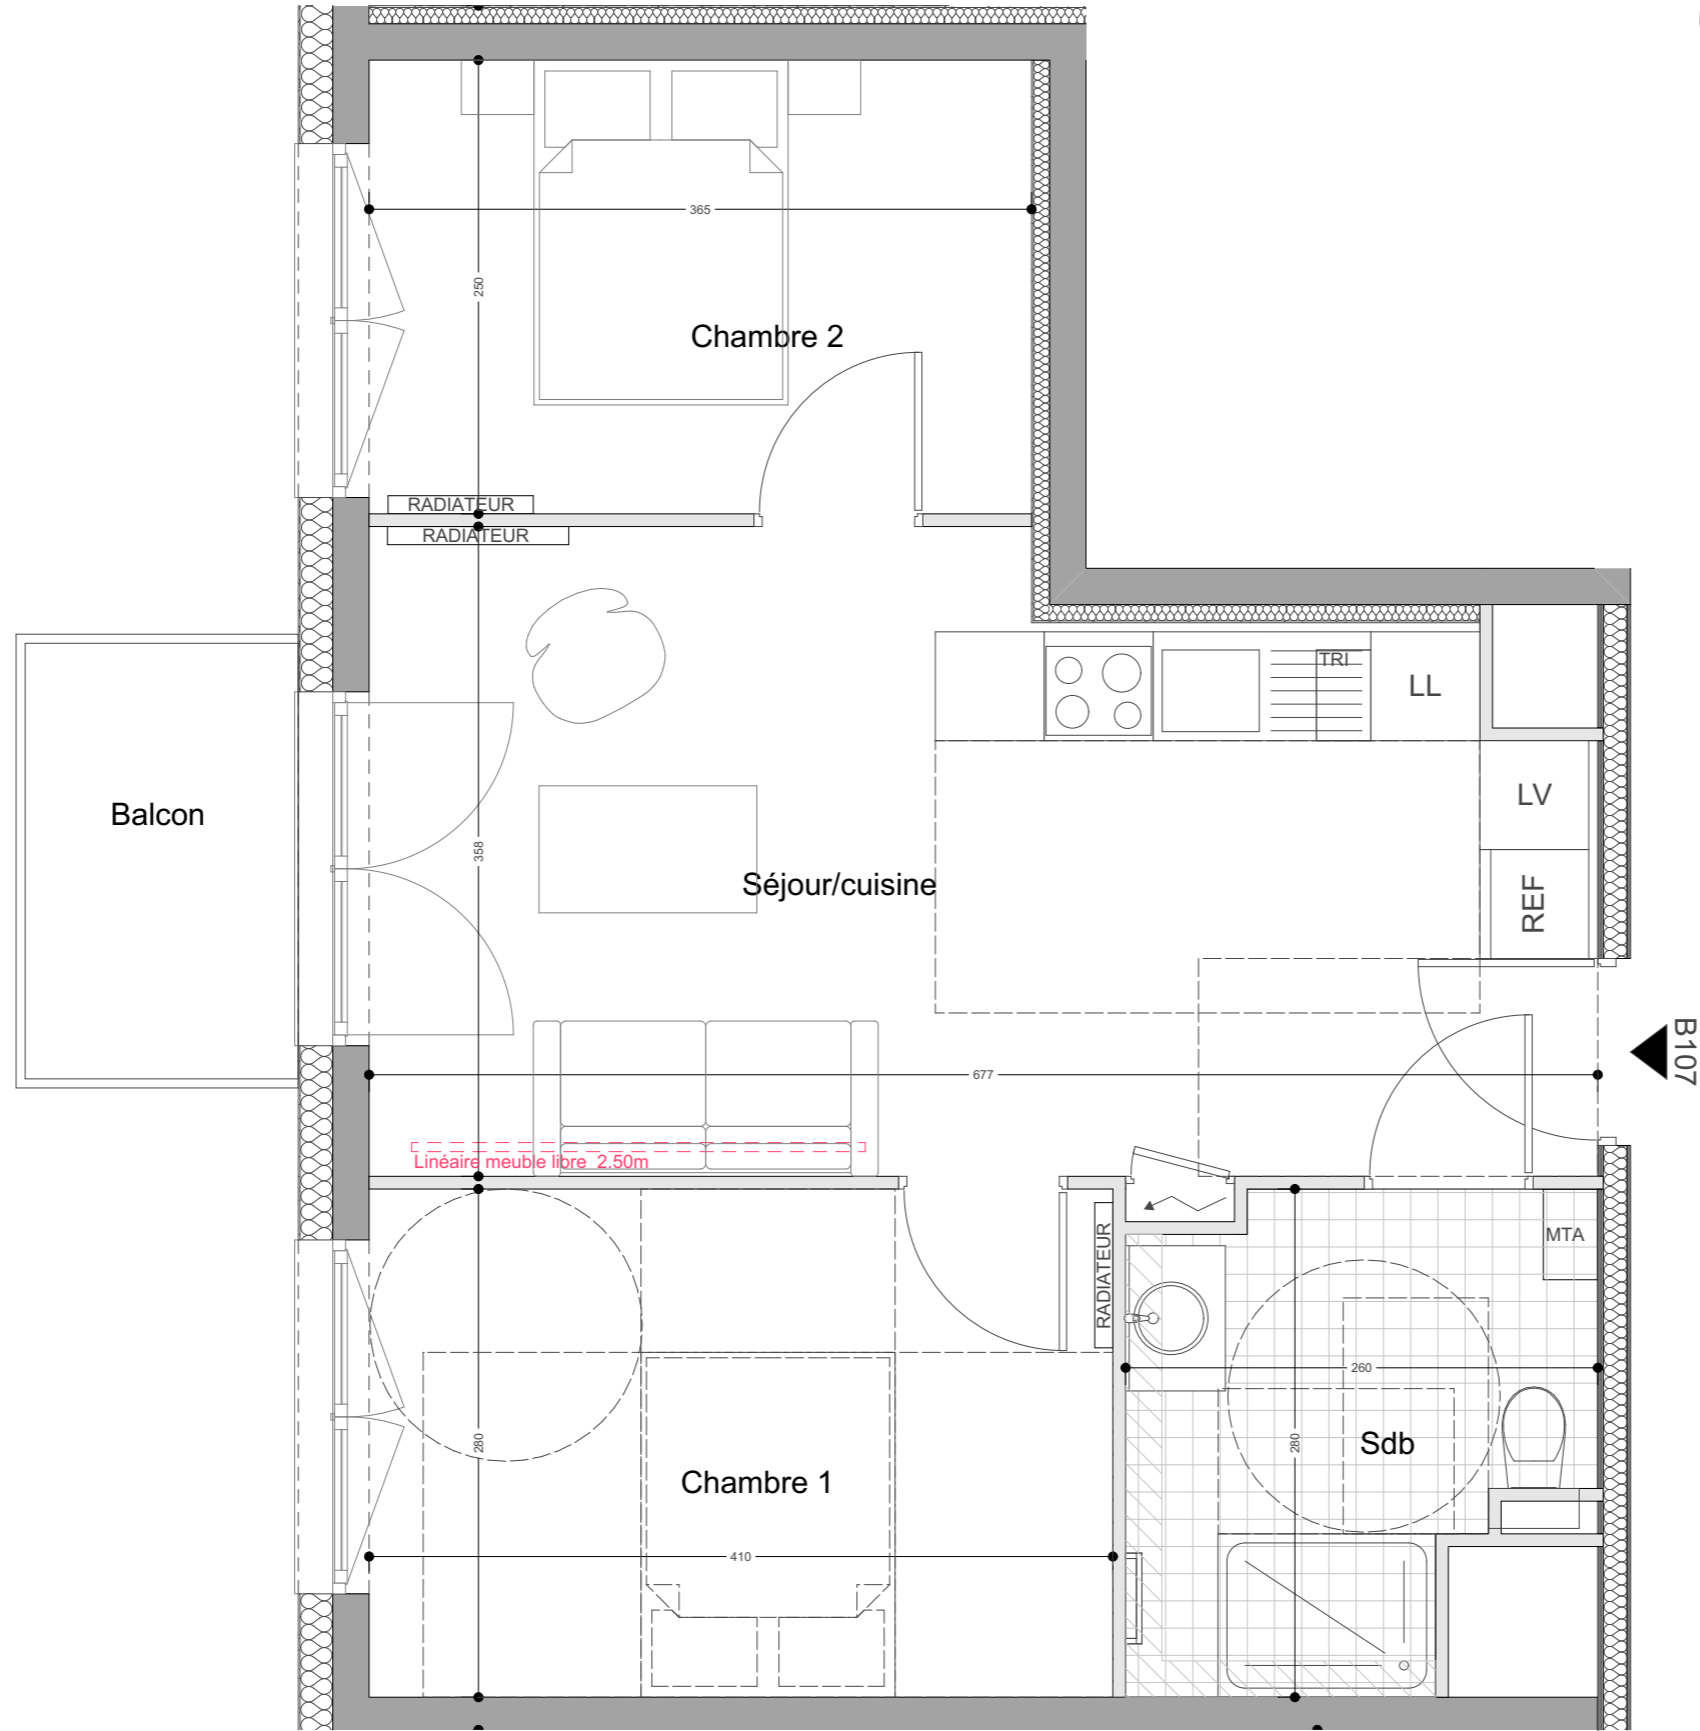 365
250
Chambre 2
RADIATEUR
RADIATEUR
TRI
LL
LV
Balcon
358
Séjour/cuisine
REF
B107
677
Linéaire meuble libre 2.50m
RADIATEUR
MTA
260
280
280
Sdb
Chambre 1
410